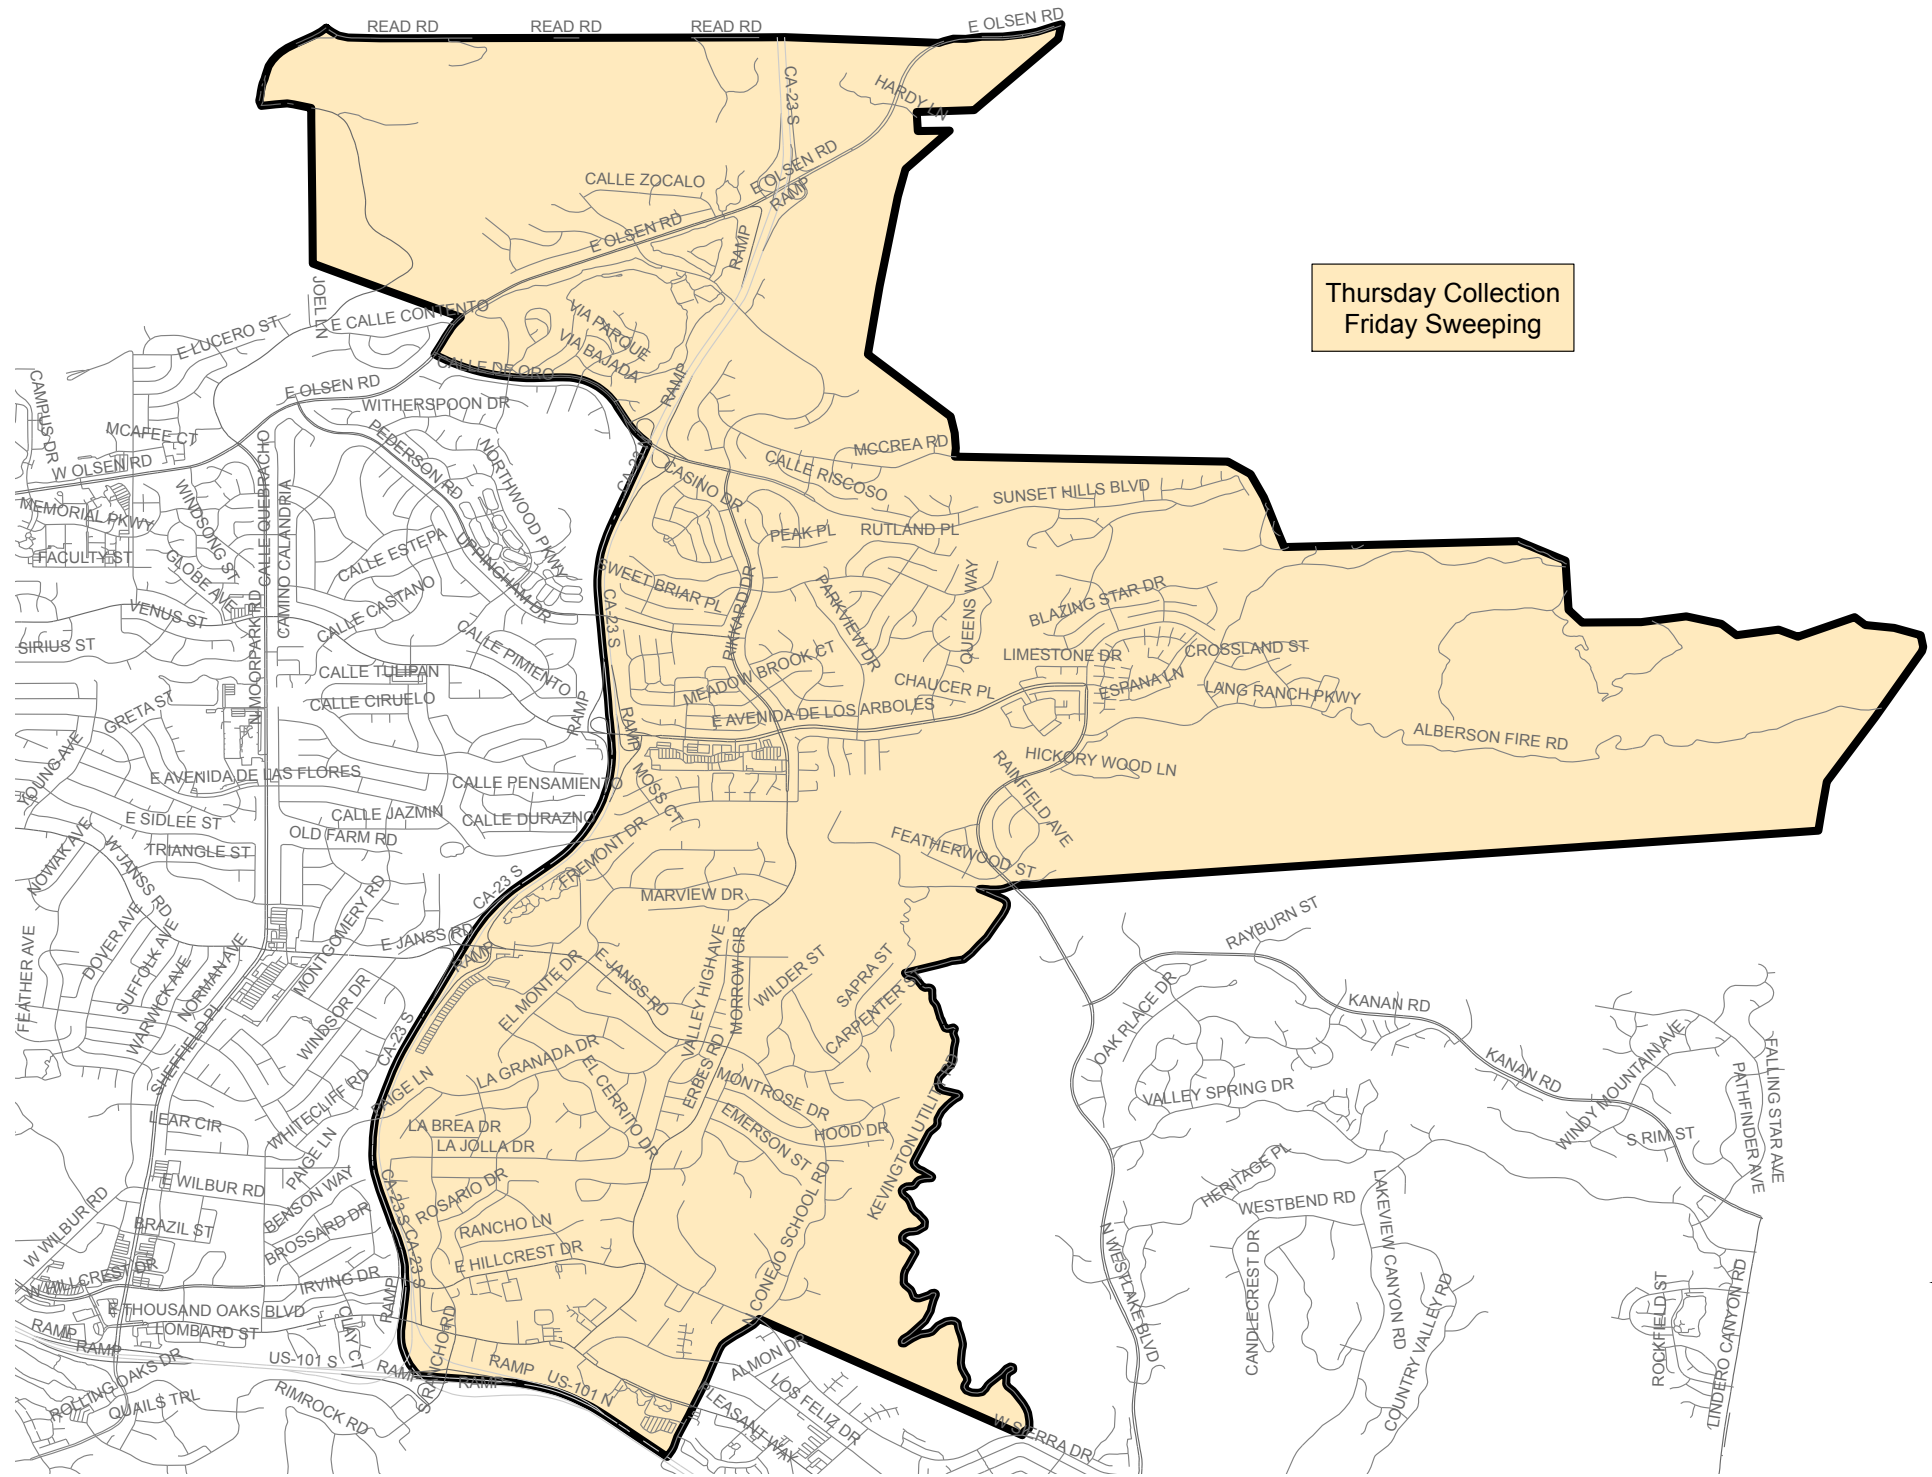 READ RD
READ RD
READ RD
E OLSEN RD
CA-23 S
HARDY LN
E OLSEN RD
CALLE ZOCALO
RAMP
E OLSEN RD
RAMP
Thursday Collection
Friday Sweeping
JOEL LN
E CALLE CONTENTO
E LUCERO ST
VIA PARQUE
VIA BAJADA
CALLE DE ORO
RAMP
E OLSEN RD
WITHERSPOON DR
CAMPUS DR
MCAFEE CT
PEDERSON RD
NORTHWOOD PKWY
W OLSEN RD
CA-23 N
CASINO DR
CALLE RISCOSO
MCCREA RD
SUNSET HILLS BLVD
MEMORIAL PKWY
WINDSONG ST
CALLE QUEBRACHO
CAMINO CALANDRIA
PEAK PL
RUTLAND PL
FACULTY ST
GLOBE AVE
CALLE ESTEPA
UPPINGHAM DR
SWEET BRIAR PL
RIKKARD DR
PARKVIEW DR
QUEENS WAY
BLAZING STAR DR
VENUS ST
CALLE CASTANO
CA-23 S
SIRIUS ST
CALLE PIMIENTO
N MOORPARK RD
CALLE TULIPAN
MEADOW BROOK CT
LIMESTONE DR
CROSSLAND ST
CHAUCER PL
ESPANA LN
LANG RANCH PKWY
GRETA ST
CALLE CIRUELO
RAMP
RAMP
E AVENIDA DE LOS ARBOLES
ALBERSON FIRE RD
YOUNG AVE
E AVENIDA DE LAS FLORES
CALLE PENSAMIENTO
MOSS CT
HICKORY WOOD LN
RAINFIELD AVE
E SIDLEE ST
CALLE JAZMIN
CALLE DURAZNO
OLD FARM RD
TRIANGLE ST
NOWAK AVE
W JANSS RD
FREMONT DR
FEATHERWOOD ST
CA-23 S
MARVIEW DR
MONTGOMERY RD
FEATHER AVE
DOVER AVE
SUFFOLK AVE
WARWICK AVE
NORMAN AVE
E JANSS RD
RAMP
EL MONTE DR
E JANSS RD
VALLEY HIGH AVE
MORROW CIR
WILDER ST
SAPRA ST
CARPENTER ST
RAYBURN ST
KANAN RD
SHEFFIELD PL
WINDSOR DR
CA-23 S
OAK PLACE DR
LA GRANADA DR
EL CERRITO DR
ERBES RD
MONTROSE DR
EMERSON ST
HOOD DR
KEVINGTON UTILITY RD
VALLEY SPRING DR
KANAN RD
WINDY MOUNTAIN AVE
PATHFINDER AVE
FALLING STAR AVE
S RIM ST
LEAR CIR
WHITECLIFF RD
PAIGE LN
PAIGE LN
LA BREA DR
LA JOLLA DR
E WILBUR RD
W WILBUR RD
BENSON WAY
CA-23 S
ROSARIO DR
HERITAGE PL
WESTBEND RD
BRAZIL ST
BROSSARD DR
RANCHO LN
E HILLCREST DR
N CONEJO SCHOOL RD
N WESTLAKE BLVD
CANDLECREST DR
LAKEVIEW CANYON RD
COUNTRY VALLEY RD
W HILLCREST DR
IRVING DR
CA-23 S
RAMP
E THOUSAND OAKS BLVD
LOMBARD ST
CLAY CT
RAMP
RAMP
US-101 S
RAMP
S RANCHO RD
RAMP
RAMP
US-101 N
ALMON DR
LOS FELIZ DR
PLEASANT WAY
W SIERRA DR
ROLLING OAKS DR
QUAILS TRL
RIMROCK RD
ROCKFIELD ST
LINDERO CANYON RD